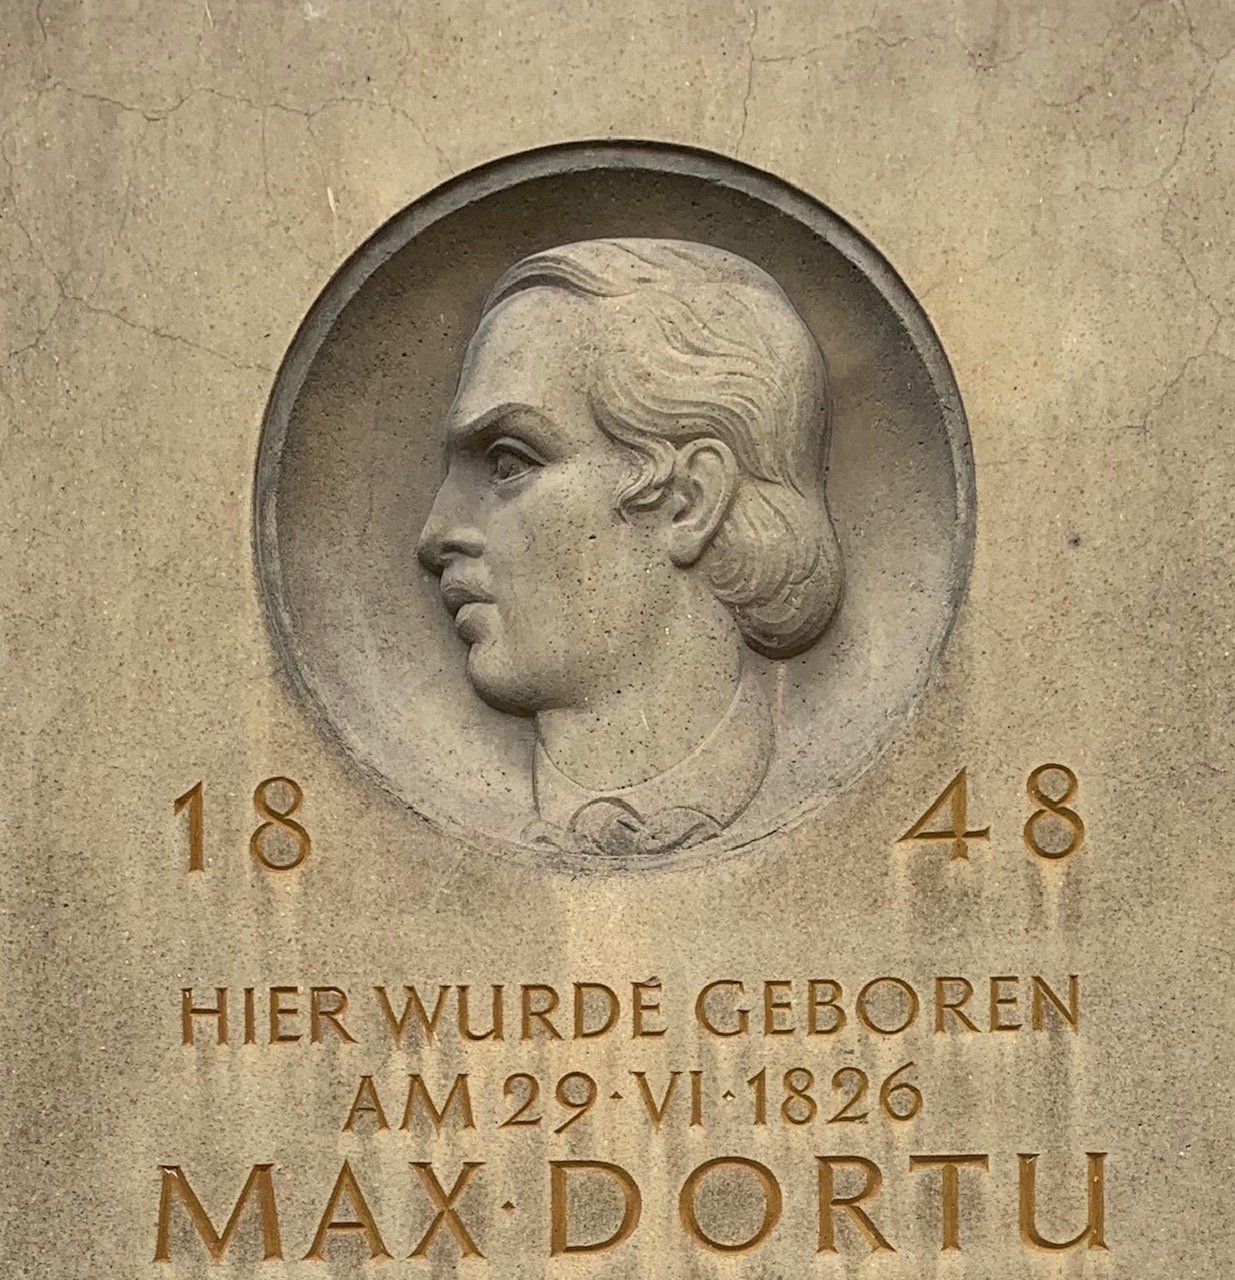 18 48
HIER WURDE GEBOREN
AM 29·VI·1826
MAX·DORTU